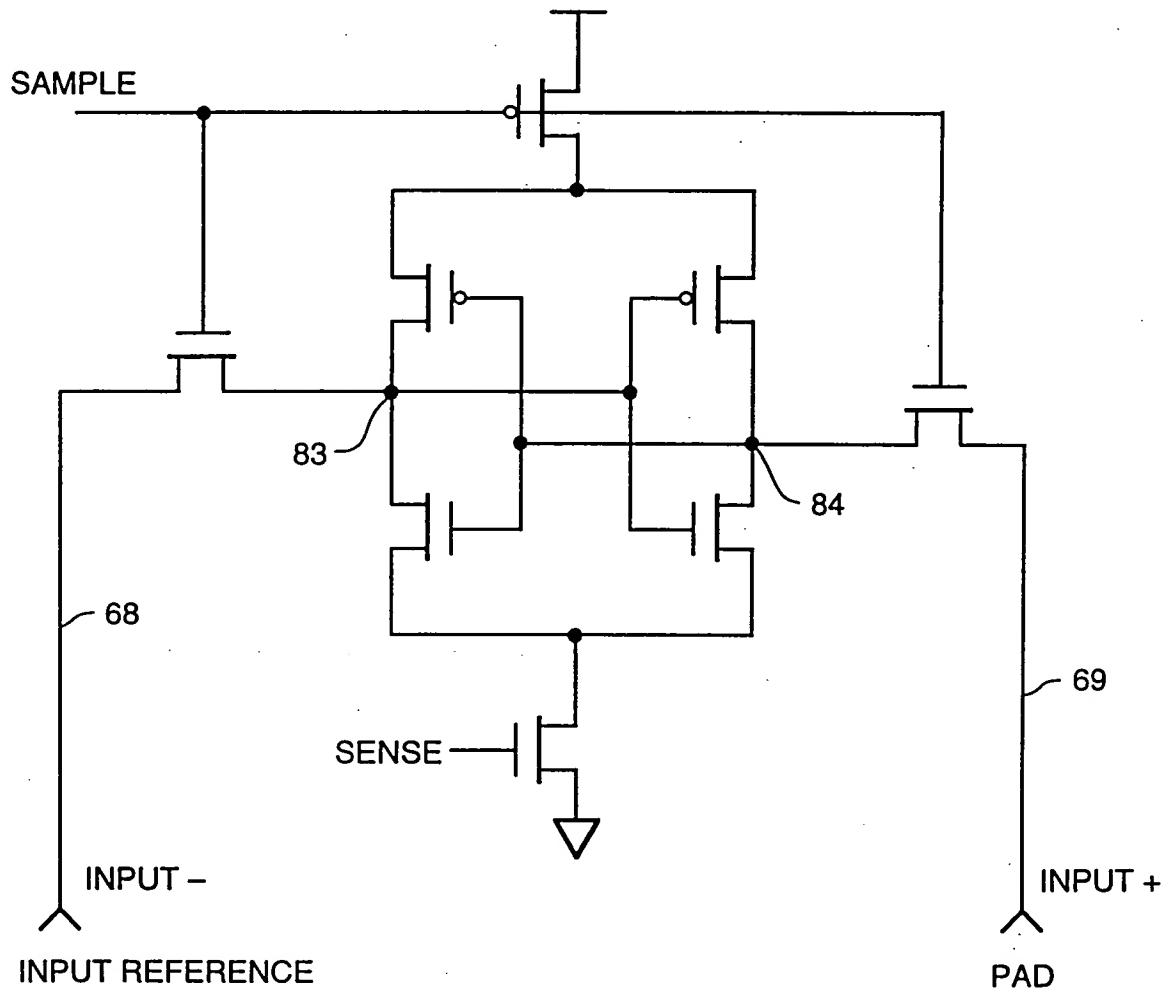 SAMPLE
83
84
68
69
SENSE
INPUT –
INPUT +
INPUT REFERENCE
PAD